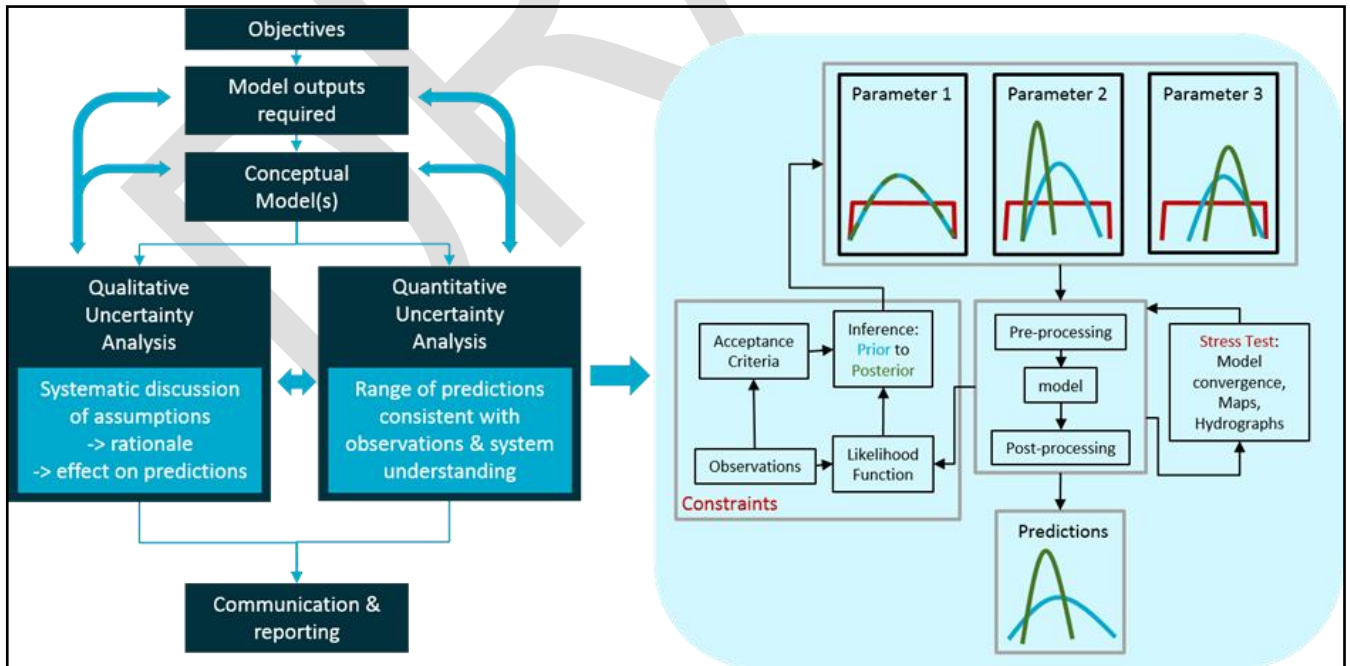 Objectives
Model outputs
required
Conceptual
Model(s)
Qualitative
Uncertainty
Analysis
Systematic discussion
of assumptions
-> rationale
-> effect on predictions
Quantitative
Uncertainty
Analysis
Range of predictions
consistent with
observations & system
understanding
Communication &
reporting
Parameter 1
Parameter 2
Parameter 3
Acceptance
Criteria
Inference:
Prior to
Posterior
Observations
Likelihood
Function
Constraints
Pre-processing
model
Post-processing
Stress Test:
Model
convergence,
Maps,
Hydrographs
Predictions